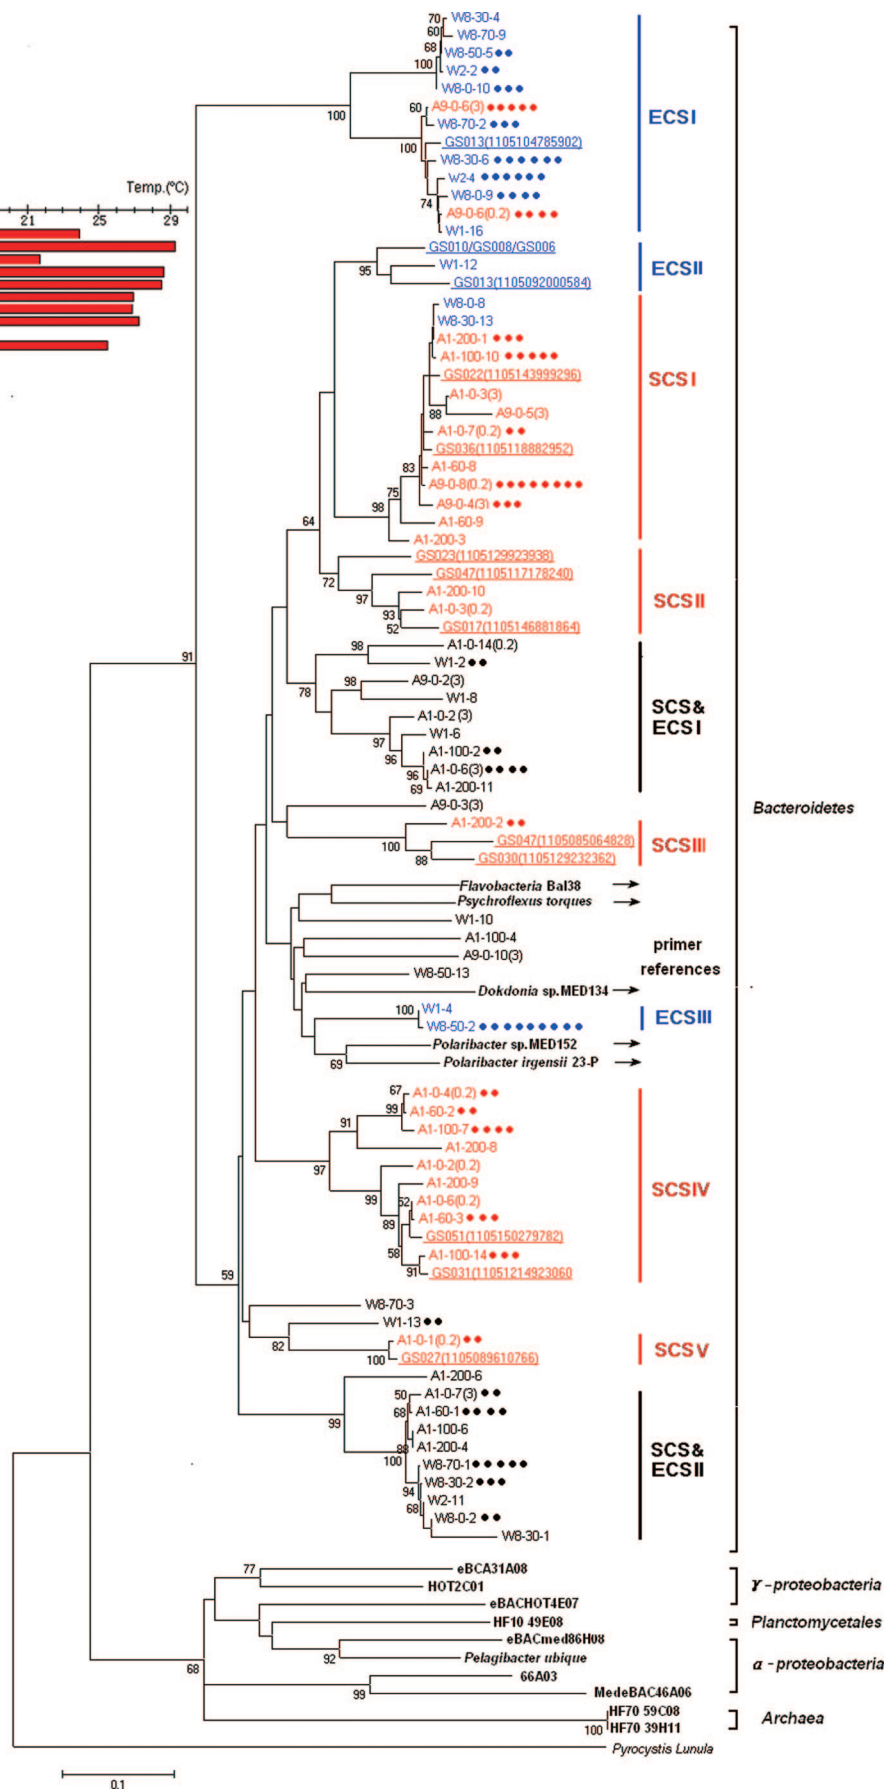 70
W8-30-4
60
W8-70-9
68
W8-50-5
100
W2-2
W8-0-10
ECSI
60
A9-0-6(3)
100
W8-70-2
100
GS013(1105104785902)
W8-30-6
W2-4
74
W8-0-9
A9-0-6(0.2)
W1-16
Temp.(ºC)
21 25 29
GS010/GS008/GS006
95
W1-12
ECSII
GS013(1105092000584)
W8-0-8
W8-30-13
A1-200-1
A1-100-10
GS022(1105143999296)
SCSI
A1-0-3(3)
88
A9-0-5(3)
A1-0-7(0.2)
GS036(1105118882952)
83
A1-60-8
75
A9-0-8(0.2)
98
A9-0-4(3)
64
A1-60-9
A1-200-3
GS023(1105129923938)
72
GS047(1105117178240)
97
A1-200-10
SCSII
93
A1-0-3(0.2)
52
GS017(1105146881864)
98
A1-0-14(0.2)
91
W1-2
98
A9-0-2(3)
78
W1-8
SCS&
ECSI
A1-0-2(3)
97
W1-6
96
A1-100-2
96
A1-0-6(3)
69
A1-200-11
A9-0-3(3)
Bacteroidetes
A1-200-2
100
GS047(1105085064828)
SCSIII
88
GS030(1105129232362)
Flavobacteria Bal38
Psychroflexus torques
W1-10
A1-100-4
primer
references
A9-0-10(3)
W8-50-13
Dokdonia sp.MED134
100
W1-4
ECSIII
W8-50-2
Polaribacter sp.MED152
69
Polaribacter irgensii 23-P
67
A1-0-4(0.2)
99
A1-60-2
91
A1-100-7
A1-200-8
97
A1-0-2(0.2)
99
A1-200-9
SCSIV
52
A1-0-6(0.2)
89
A1-60-3
GS051(1105150279782)
58
A1-100-14
91
GS031(11051214923060
59
W8-70-3
W1-13
82
A1-0-1(0.2)
SCSV
100
GS027(1105089610766)
A1-200-6
50
A1-0-7(3)
99
68
A1-60-1
A1-100-6
88
A1-200-4
SCS&
ECSII
100
W8-70-1
94
W8-30-2
W2-11
68
W8-0-2
W8-30-1
77
eBCA31A08
HOT2C01
γ-proteobacteria
eBACHOT4E07
HF10 49E08
Planctomycetales
eBACmed86H08
92
Pelagibacter ubique
α-proteobacteria
68
66A03
99
MedeBAC46A06
HF70 59C08
100
HF70 39H11
Archaea
Pyrocystis Lunula
0.1